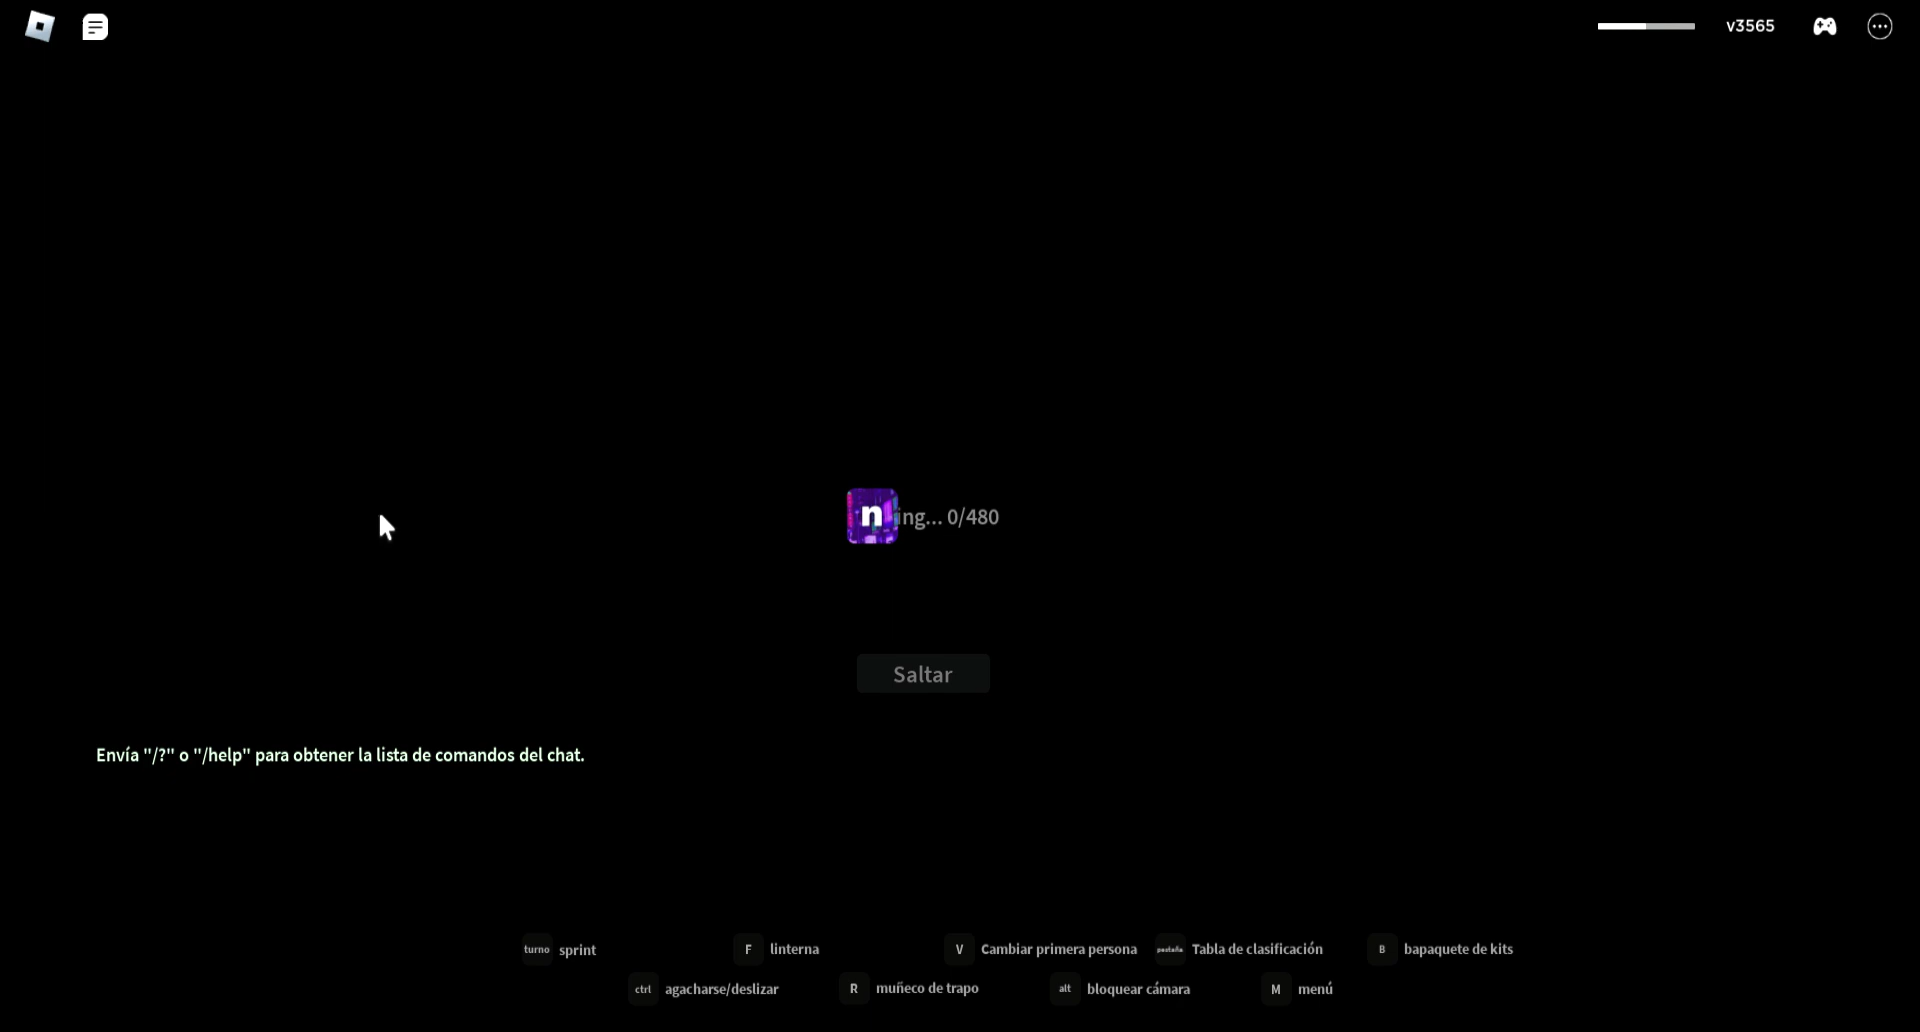 v3565
n
ing... 0/480
Saltar
Envía "/?" o "/help" para obtener la lista de comandos del chat.
turno sprint F linterna V Cambiar primera persona pestaña Tabla de clasificación B bapaquete de kits
ctrl agacharse/deslizar R muñeco de trapo alt bloquear cámara M menú